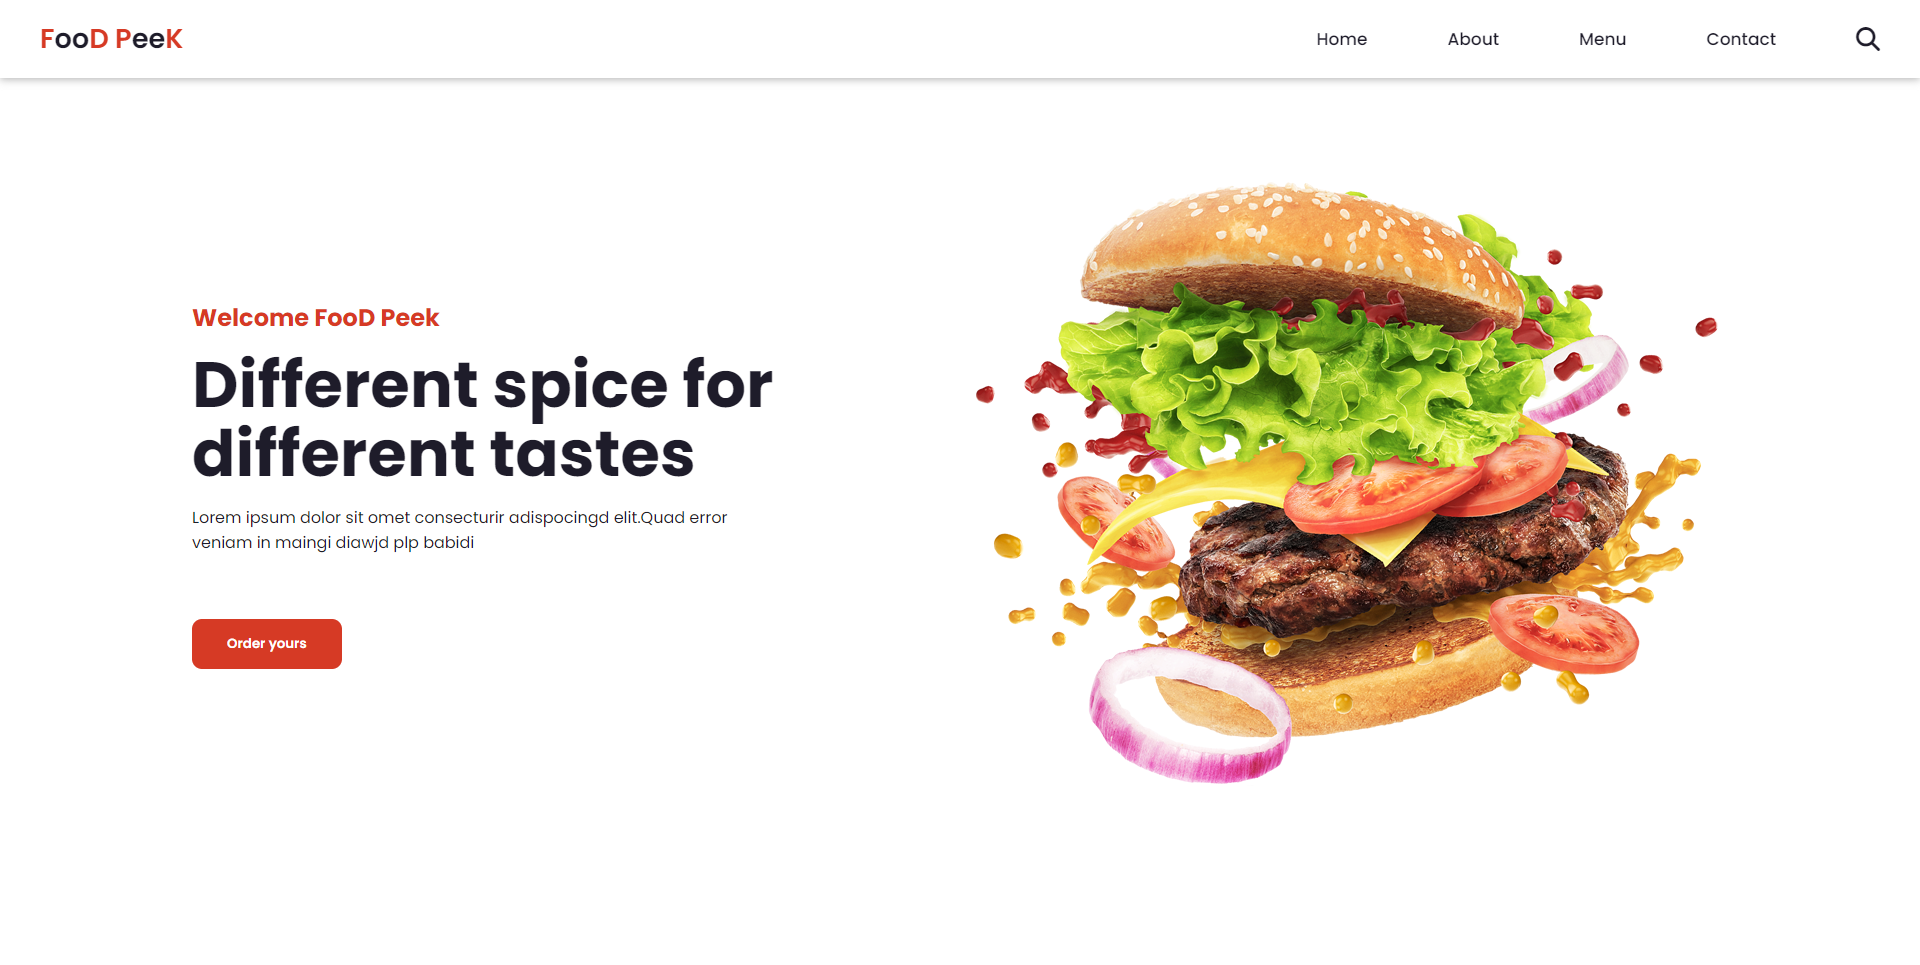 FooD PeeK
Home
About
Menu
Contact
Welcome FooD Peek
Different spice for
different tastes
Lorem ipsum dolor sit omet consecturir adispocingd elit.Quad error
veniam in maingi diawjd plp babidi
Order yours